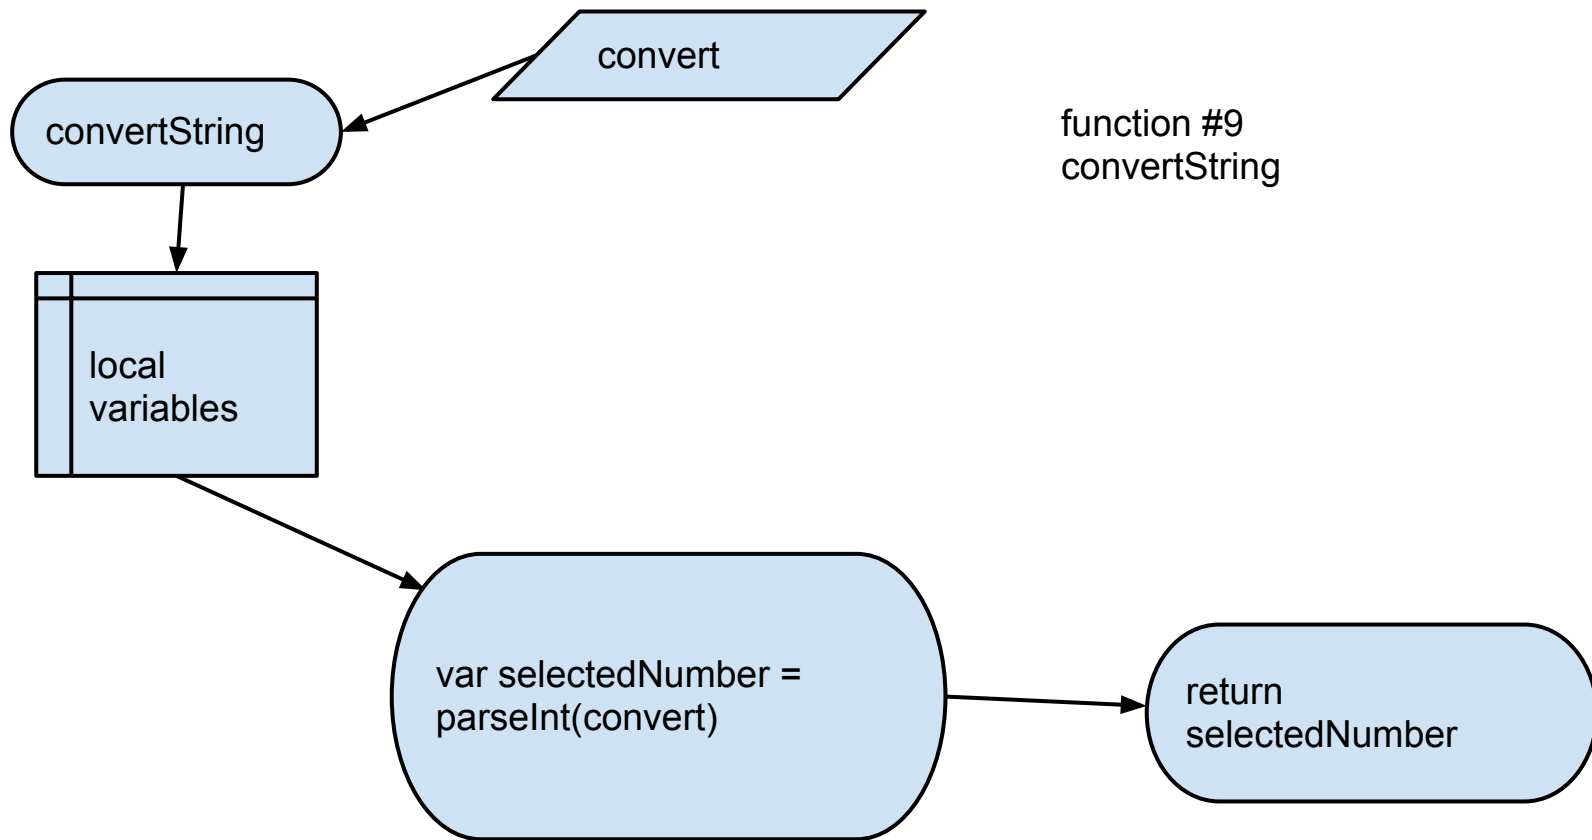 convert
convertString
function #9
convertString
local
variables
var selectedNumber =
parseInt(convert)
return
selectedNumber